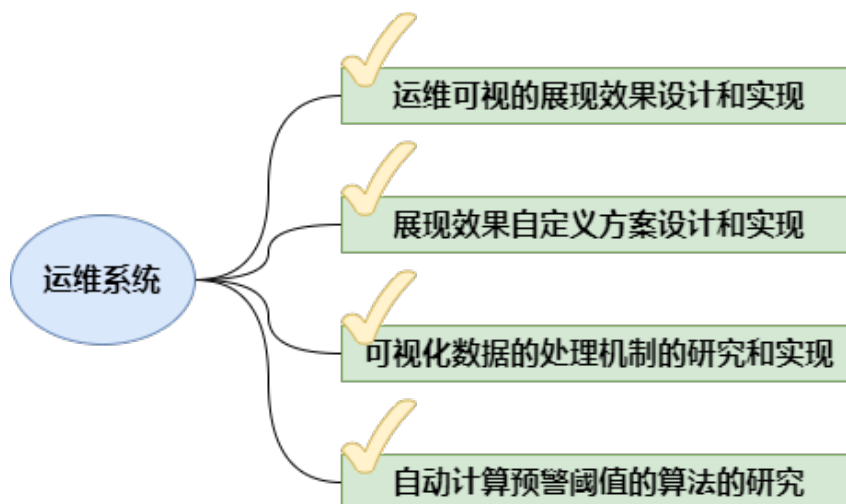 运维可视的展现效果设计和实现
展现效果自定义方案设计和实现
运维系统
可视化数据的处理机制的研究和实现
自动计算预警阈值的算法的研究